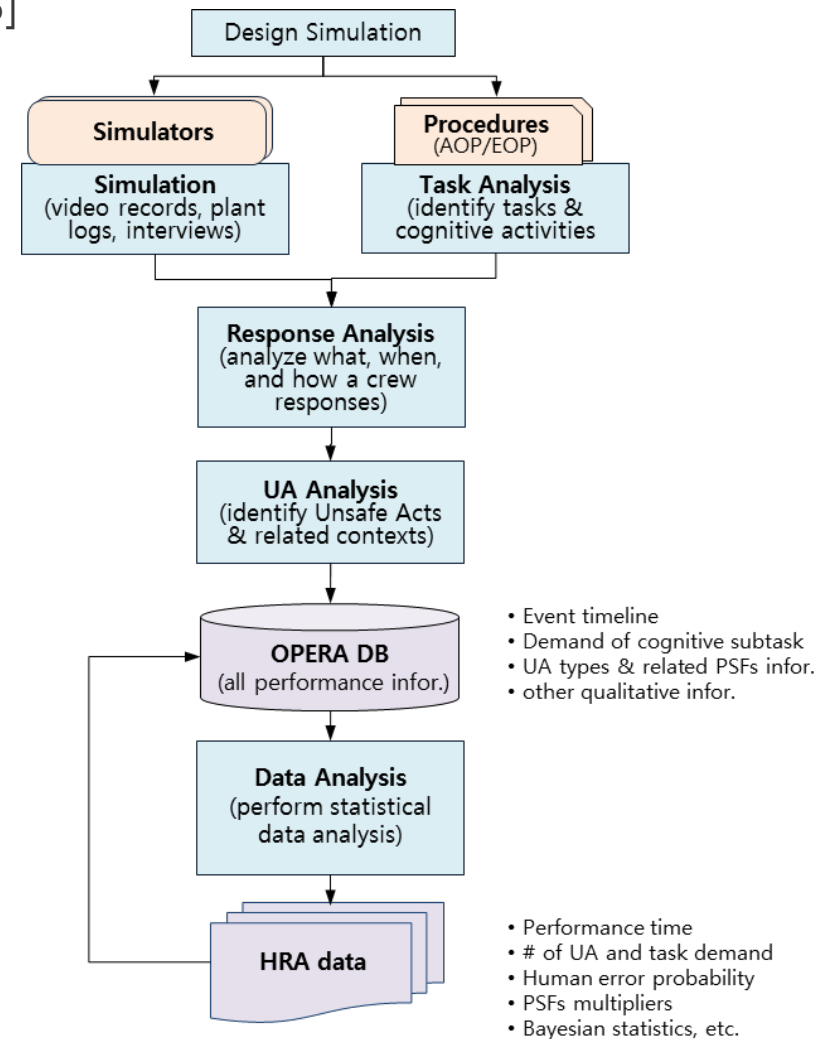 ]
Design Simulation
Simulators
Procedures
(AOP/EOP)
Simulation
(video records, plant
logs, interviews)
Task Analysis
(identify tasks &
cognitive activities
Response Analysis
(analyze what, when,
and how a crew
responses)
UA Analysis
(identify Unsafe Acts
& related contexts)
OPERA DB
(all performance infor.)
• Event timeline
• Demand of cognitive subtask
• UA types & related PSFs infor.
• other qualitative infor.
Data Analysis
(perform statistical
data analysis)
HRA data
• Performance time
• # of UA and task demand
• Human error probability
• PSFs multipliers
• Bayesian statistics, etc.